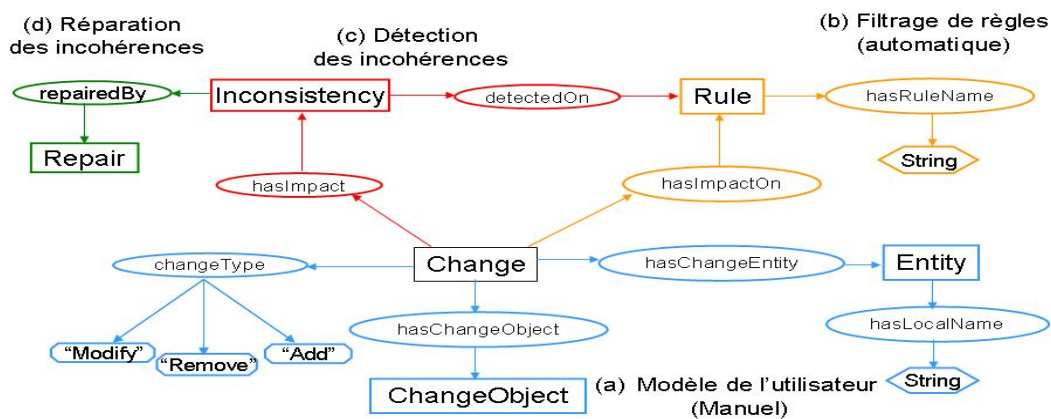 (d) Réparation
des incohérences
(c) Détection
des incohérences
(b) Filtrage de règles
(automatique)
repairedBy
Inconsistency
detectedOn
Rule
hasRuleName
Repair
String
hasImpact
hasImpactOn
changeType
Change
hasChangeEntity
Entity
hasChangeObject
hasLocalName
"Modify"
"Remove"
"Add"
ChangeObject
(a) Modèle de l'utilisateur
(Manuel)
String